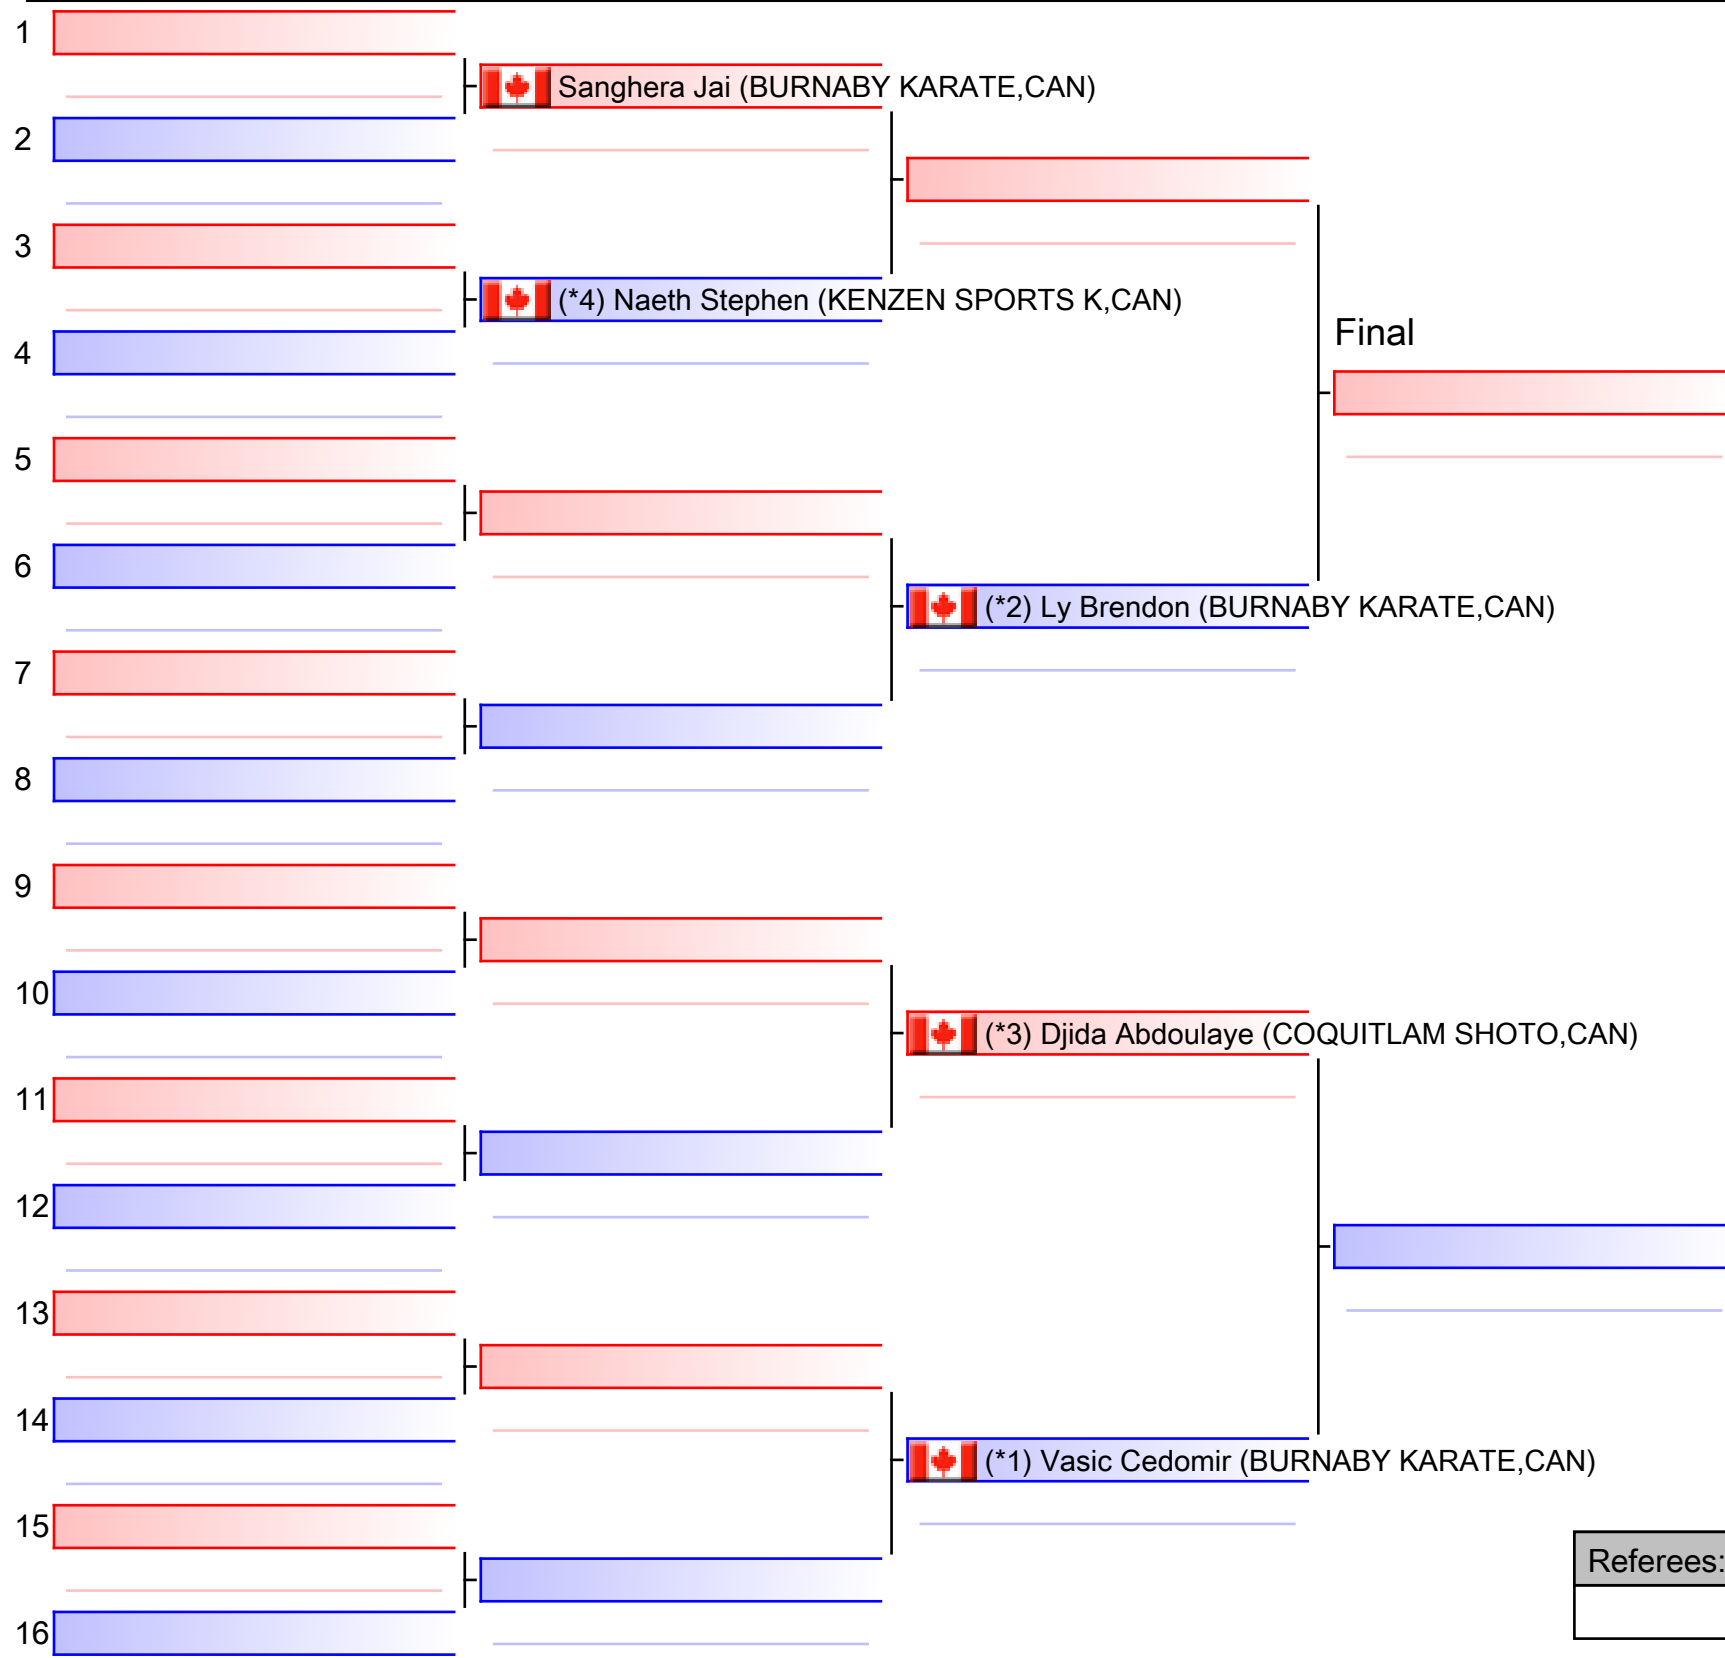 1
Sanghera Jai (BURNABY KARATE,CAN)
2
3
(*4) Naeth Stephen (KENZEN SPORTS K,CAN)
Final
4
5
6
(*2) Ly Brendon (BURNABY KARATE,CAN)
7
8
9
10
(*3) Djida Abdoulaye (COQUITLAM SHOTO,CAN)
11
12
13
14
(*1) Vasic Cedomir (BURNABY KARATE,CAN)
15
Referees:
16